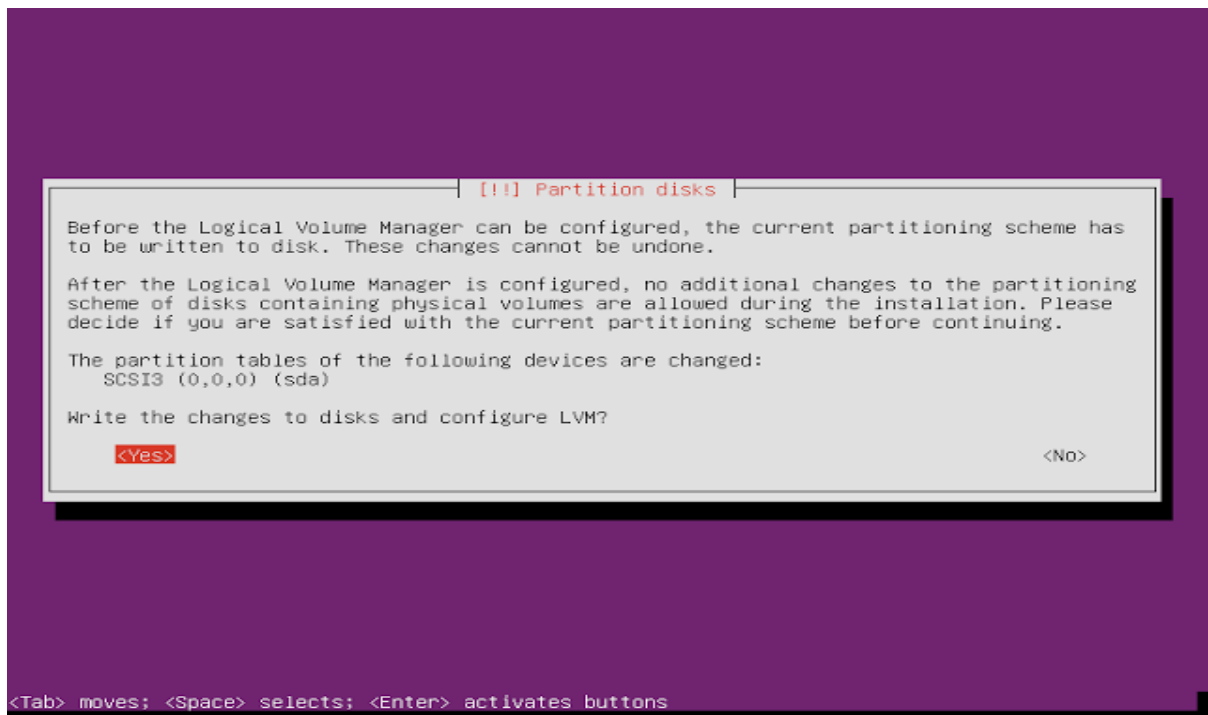 [!!] Partition disks
Before the Logical Volume Manager can be configured, the current partitioning scheme has
to be written to disk. These changes cannot be undone.
After the Logical Volume Manager is configured, no additional changes to the partitioning
scheme of disks containing physical volumes are allowed during the installation. Please
decide if you are satisfied with the current partitioning scheme before continuing.
The partition tables of the following devices are changed:
SCSI3 (0,0,0) (sda)
Write the changes to disks and configure LVM?
<Yes> <No>
<Tab> moves; <Space> selects; <Enter> activates buttons